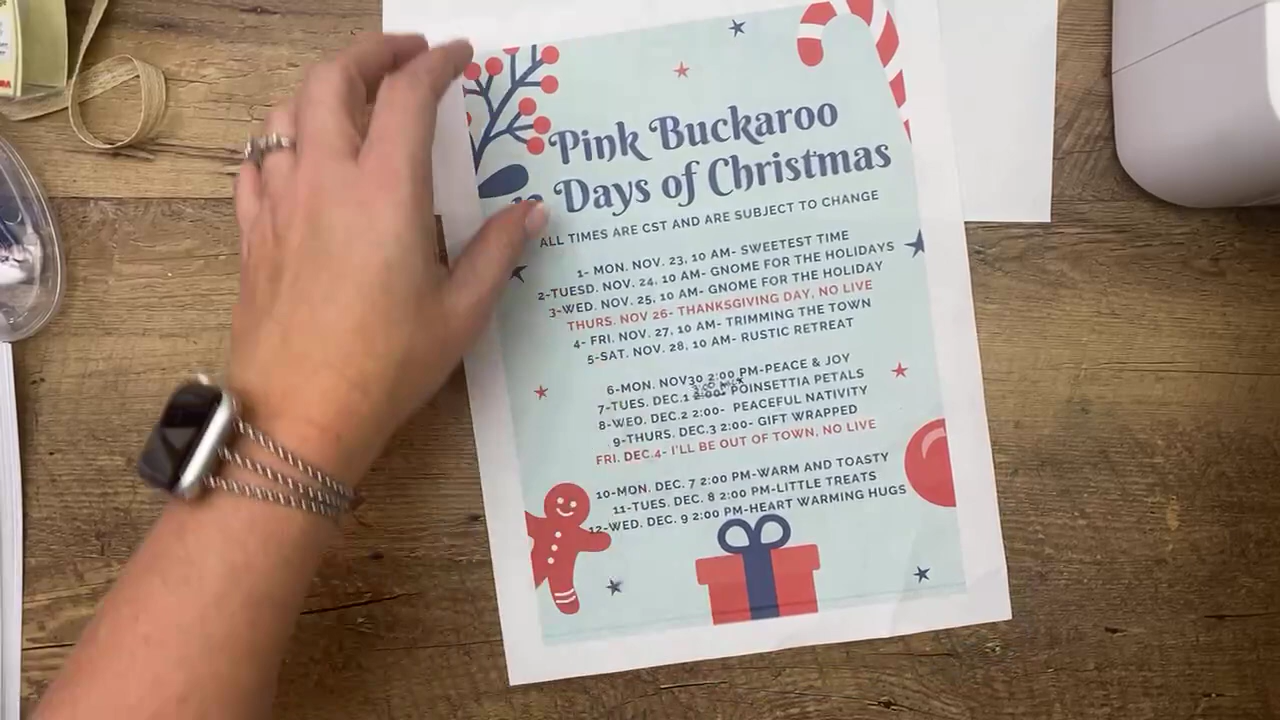 Pink Buckaroo
12 Days of Christmas
ALL TIMES ARE CST AND ARE SUBJECT TO CHANGE
1- MON. NOV. 23, 10 AM- SWEETEST TIME
2-TUESD. NOV. 24, 10 AM- GNOME FOR THE HOLIDAYS
3-WED. NOV. 25, 10 AM- GNOME FOR THE HOLIDAY
THURS. NOV 26- THANKSGIVING DAY, NO LIVE
4- FRI. NOV. 27, 10 AM- TRIMMING THE TOWN
5-SAT. NOV. 28, 10 AM- RUSTIC RETREAT
6-MON. NOV30 2:00 PM-PEACE & JOY
7-TUES. DEC.1 2:00- POINSETTIA PETALS
8-WED. DEC.2 2:00- PEACEFUL NATIVITY
9-THURS. DEC.3 2:00- GIFT WRAPPED
FRI. DEC.4- I'LL BE OUT OF TOWN, NO LIVE
10-MON. DEC. 7 2:00 PM-WARM AND TOASTY
11-TUES. DEC. 8 2:00 PM-LITTLE TREATS
12-WED. DEC. 9 2:00 PM-HEART WARMING HUGS